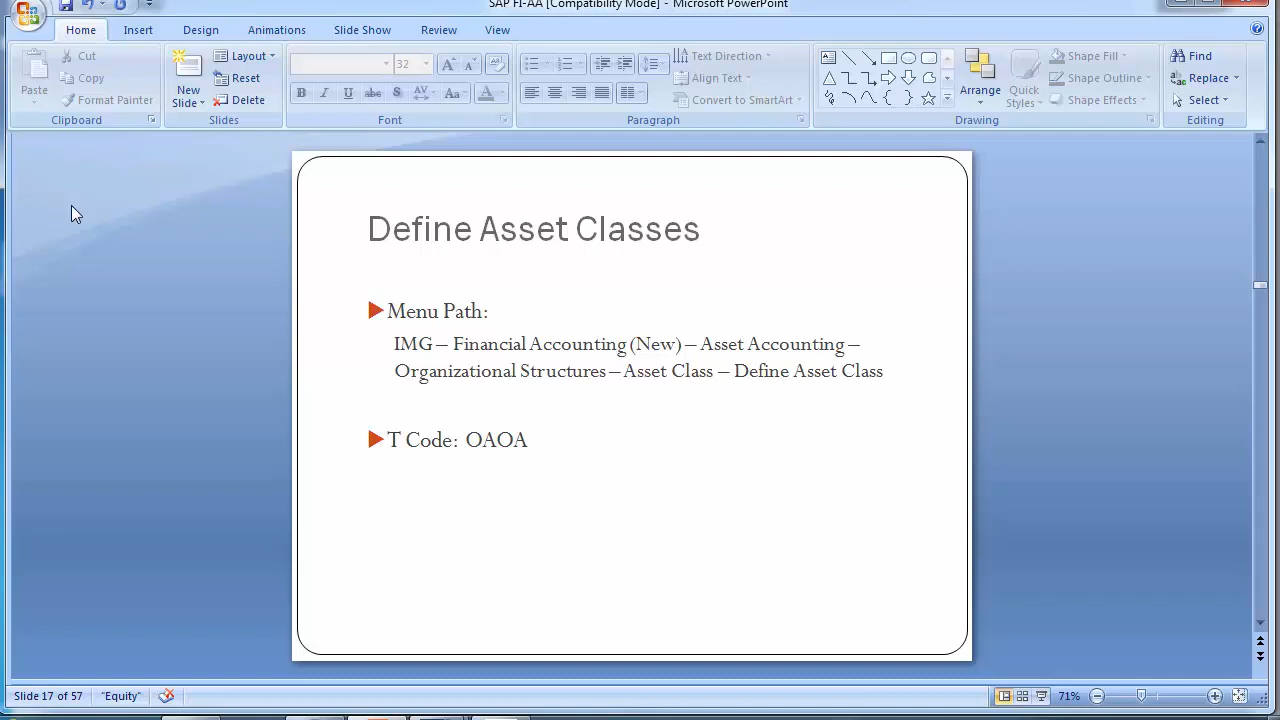 SAP FI-AA [Compatibility Mode] - Microsoft PowerPoint
Home Insert Design Animations Slide Show Review View
Paste Cut Copy Format Painter
Clipboard
New Slide Layout Reset Delete
Slides
32
B I U abc S AV Aa A
Font
Text Direction
Align Text
Convert to SmartArt
Paragraph
Arrange Quick Styles Shape Fill Shape Outline Shape Effects
Drawing
Find
Replace
Select
Editing
Define Asset Classes
Menu Path:
IMG – Financial Accounting (New) – Asset Accounting –
Organizational Structures – Asset Class – Define Asset Class
T Code: OAOA
Slide 17 of 57 "Equity" 71%